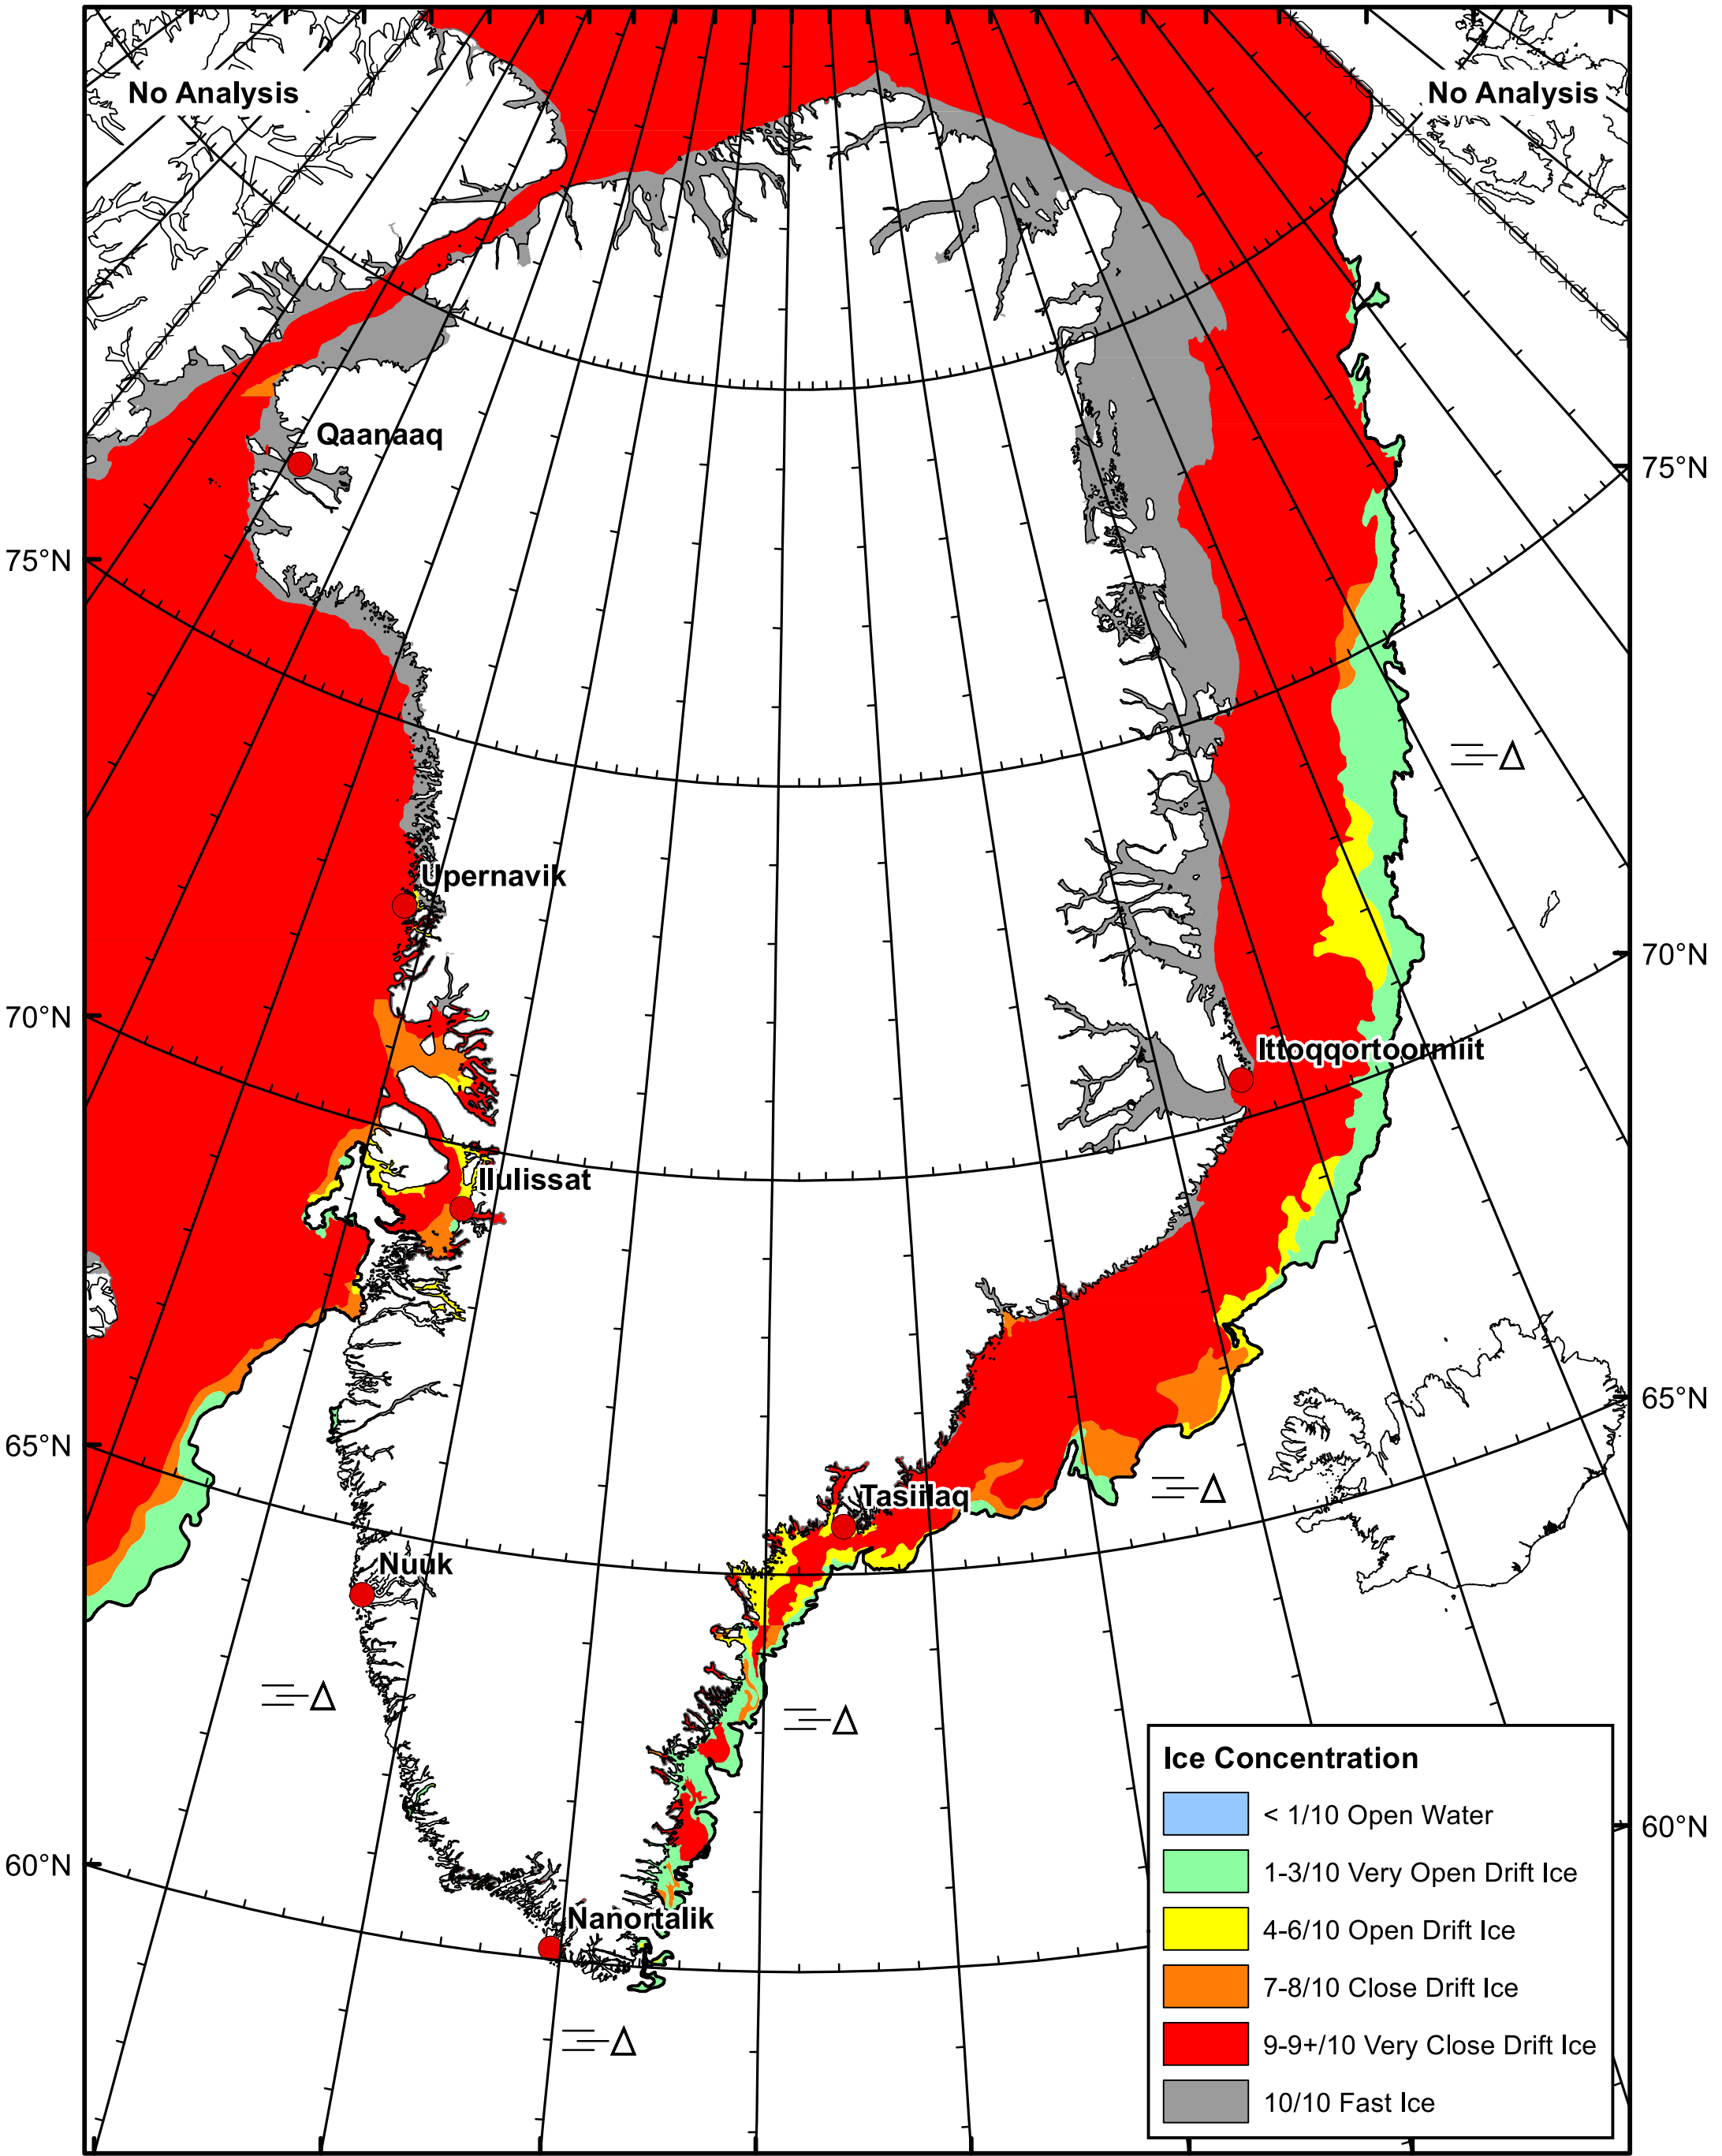 No Analysis
No Analysis
Qaanaaq
75°N
75°N
Upernavik
70°N
70°N
Ittoqqortoormiit
Ilulissat
65°N
65°N
Tasiilaq
Nuuk
60°N
60°N
Nanortalik
Ice Concentration
< 1/10 Open Water
1-3/10 Very Open Drift Ice
4-6/10 Open Drift Ice
7-8/10 Close Drift Ice
9-9+/10 Very Close Drift Ice
10/10 Fast Ice